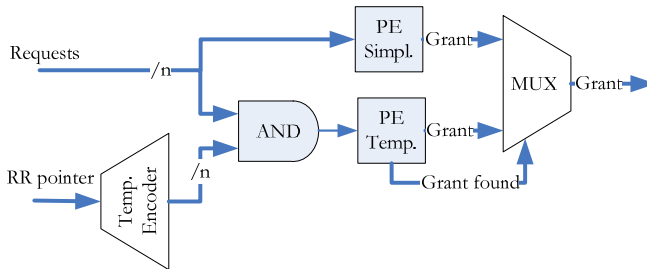 PE
Simpl.
Grant
Requests
/n
MUX
Grant
AND
PE
Temp.
Grant
/n
RR pointer
Temp.
Encoder
Grant found